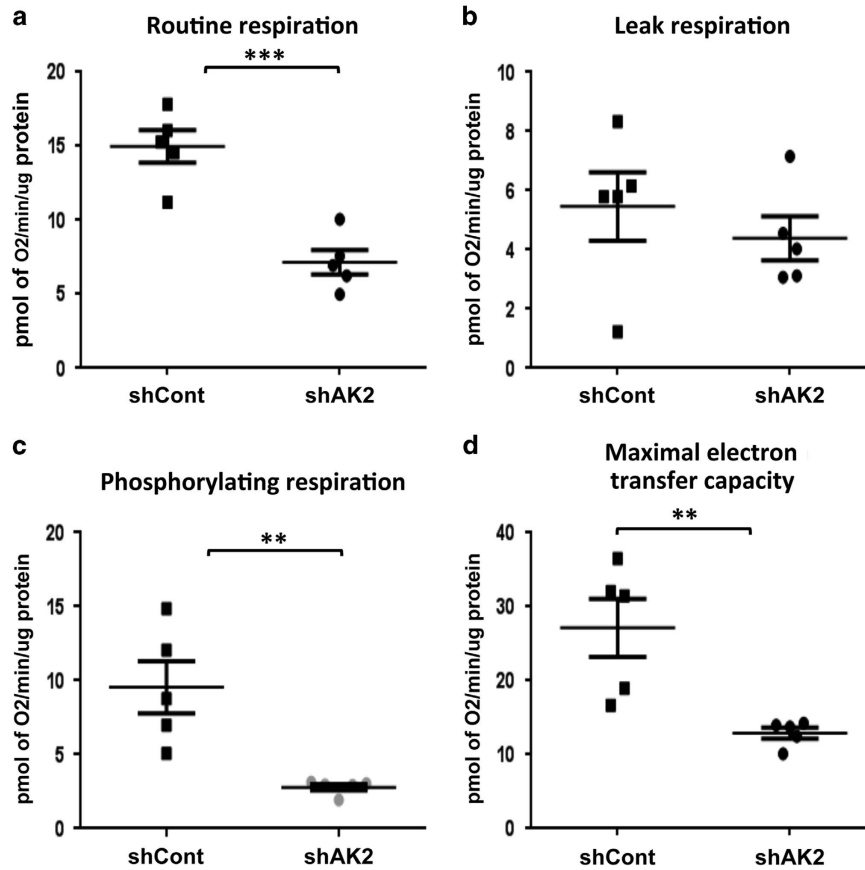 a
Routine respiration
***
pmol of O2/min/ug protein
20
15
10
5
0
shCont
shAK2
b
Leak respiration
pmol of O2/min/ug protein
10
8
6
4
2
0
shCont
shAK2
c
Phosphorylating respiration
**
pmol of O2/min/ug protein
20
15
10
5
0
shCont
shAK2
d
Maximal electron
transfer capacity
**
pmol of O2/min/ug protein
40
30
20
10
0
shCont
shAK2